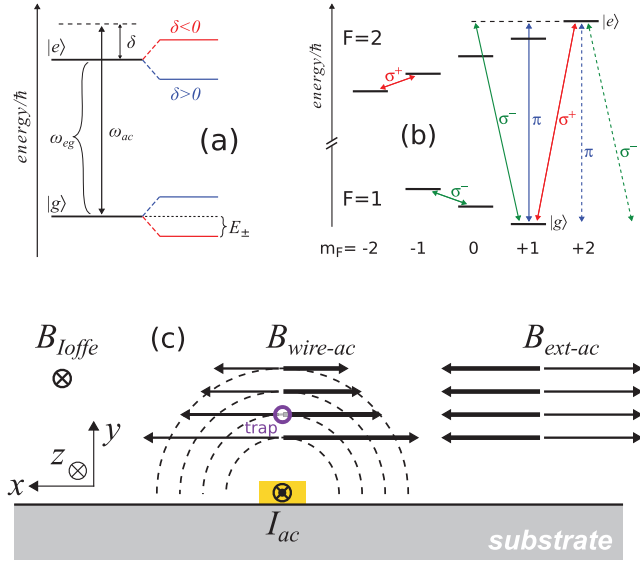 energy/ħ
|e⟩
δ
δ<0
δ>0
ω_eg
ω_ac
(a)
|g⟩
E_±
energy/ħ
F=2
|e⟩
σ⁺
(b)
σ⁻
π
σ⁺
π
σ⁻
F=1
σ⁻
|g⟩
m_F= -2 -1 0 +1 +2
B_Ioffe
(c)
B_wire-ac
B_ext-ac
y
z
x
trap
I_ac
substrate